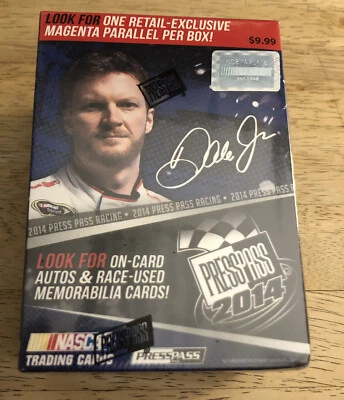 LOOK FOR ONE RETAIL-EXCLUSIVE
MAGENTA PARALLEL PER BOX!
$9.99
Dale Jr.
2014 PRESS PASS RACING • 2014 PRESS PASS RACING • 2014 PRESS PASS RACING
LOOK FOR ON-CARD
AUTOS & RACE-USED
MEMORABILIA CARDS!
PRESS PASS
2014
NASC
TRADING CARDS
PRESS PASS